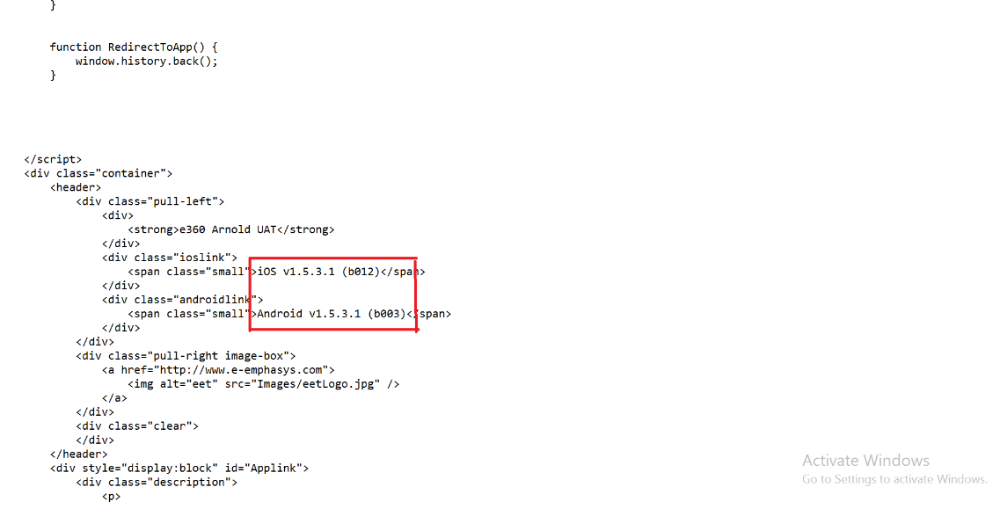 }
function RedirectToApp() {
window.history.back();
}
</script>
<div class="container">
<header>
<div class="pull-left">
<div>
<strong>e360 Arnold UAT</strong>
</div>
<div class="ioslink">
<span class="small">iOS v1.5.3.1 (b012)</span>
</div>
<div class="androidlink">
<span class="small">Android v1.5.3.1 (b003)</span>
</div>
</div>
<div class="pull-right image-box">
<a href="http://www.e-emphasys.com">
<img alt="eet" src="Images/eetLogo.jpg" />
</a>
</div>
<div class="clear">
</div>
</header>
<div style="display:block" id="Applink">
<div class="description">
<p>
Activate Windows
Go to Settings to activate Windows.